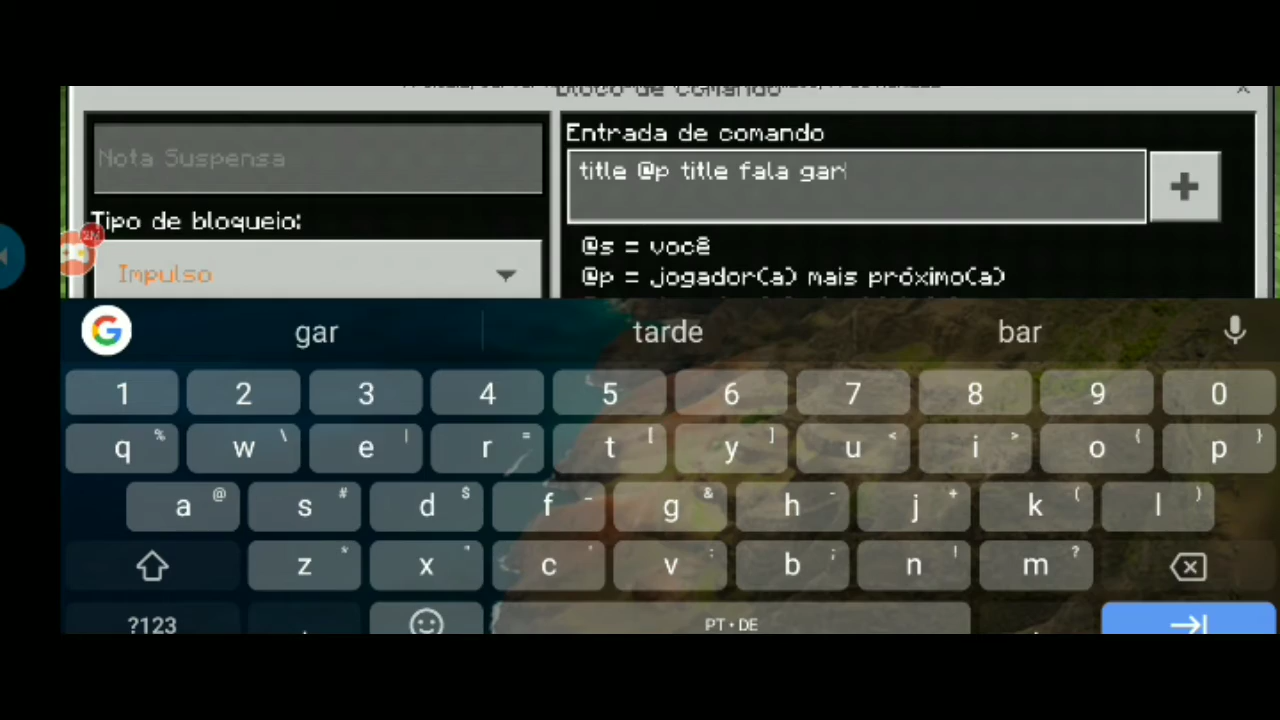 Bloco de comando
Nota Suspensa
Entrada de comando
title @p title fala gar
Tipo de bloqueio:
Impulso
@s = você
@p = jogador(a) mais próximo(a)
2M
G
gar tarde bar
1 2 3 4 5 6 7 8 9 0
q % w \ e | r = t [ y ] u < i > o { p }
a @ s # d $ f _ g & h - j + k ( l )
z * x " c ' v : b ; n ! m ?
?123 , PT • DE .